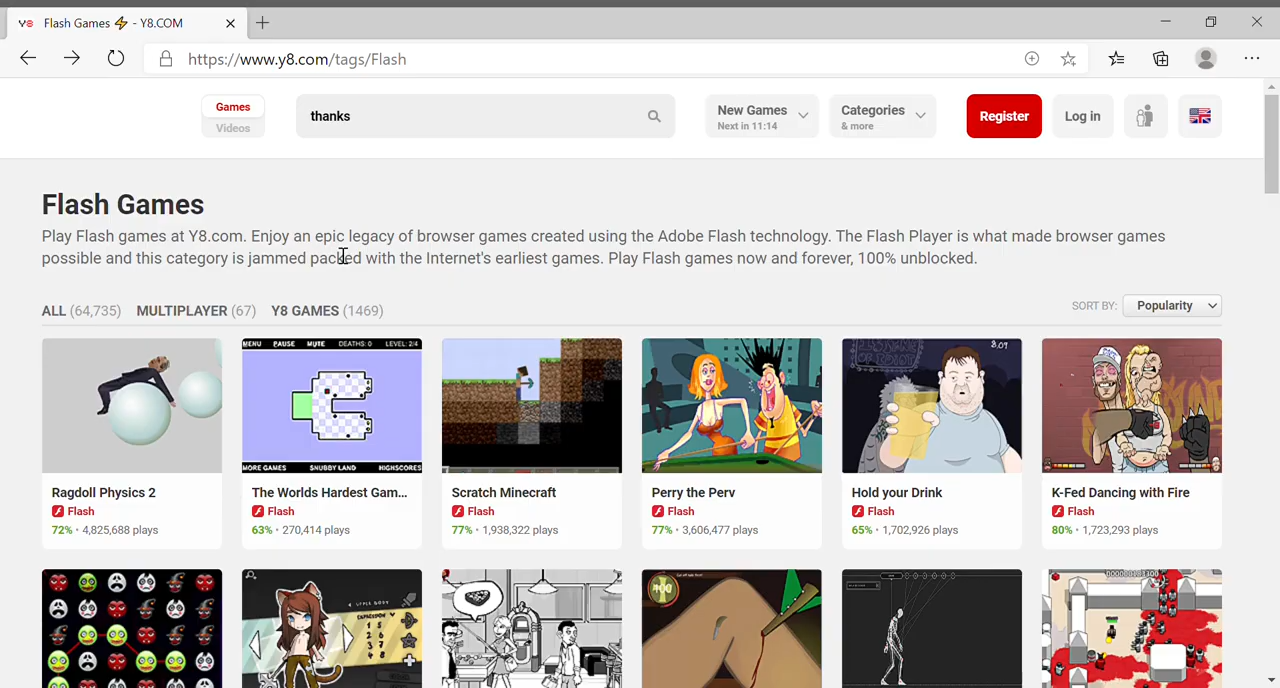 Flash Games ⚡ - Y8.COM
https://www.y8.com/tags/Flash
Games
Videos
thanks
New Games
Next in 11:14
Categories
& more
Register
Log in
Flash Games
Play Flash games at Y8.com. Enjoy an epic legacy of browser games created using the Adobe Flash technology. The Flash Player is what made browser games
possible and this category is jammed packed with the Internet's earliest games. Play Flash games now and forever, 100% unblocked.
ALL (64,735) MULTIPLAYER (67) Y8 GAMES (1469)
SORT BY: Popularity
MENU PAUSE MUTE DEATHS: 0 LEVEL: 2/4
MORE GAMES SNUBBY LAND HIGHSCORES
Ragdoll Physics 2
Flash
72% • 4,825,688 plays
The Worlds Hardest Gam...
Flash
63% • 270,414 plays
Scratch Minecraft
Flash
77% • 1,938,322 plays
Perry the Perv
Flash
77% • 3,606,477 plays
Hold your Drink
Flash
65% • 1,702,926 plays
K-Fed Dancing with Fire
Flash
80% • 1,723,293 plays